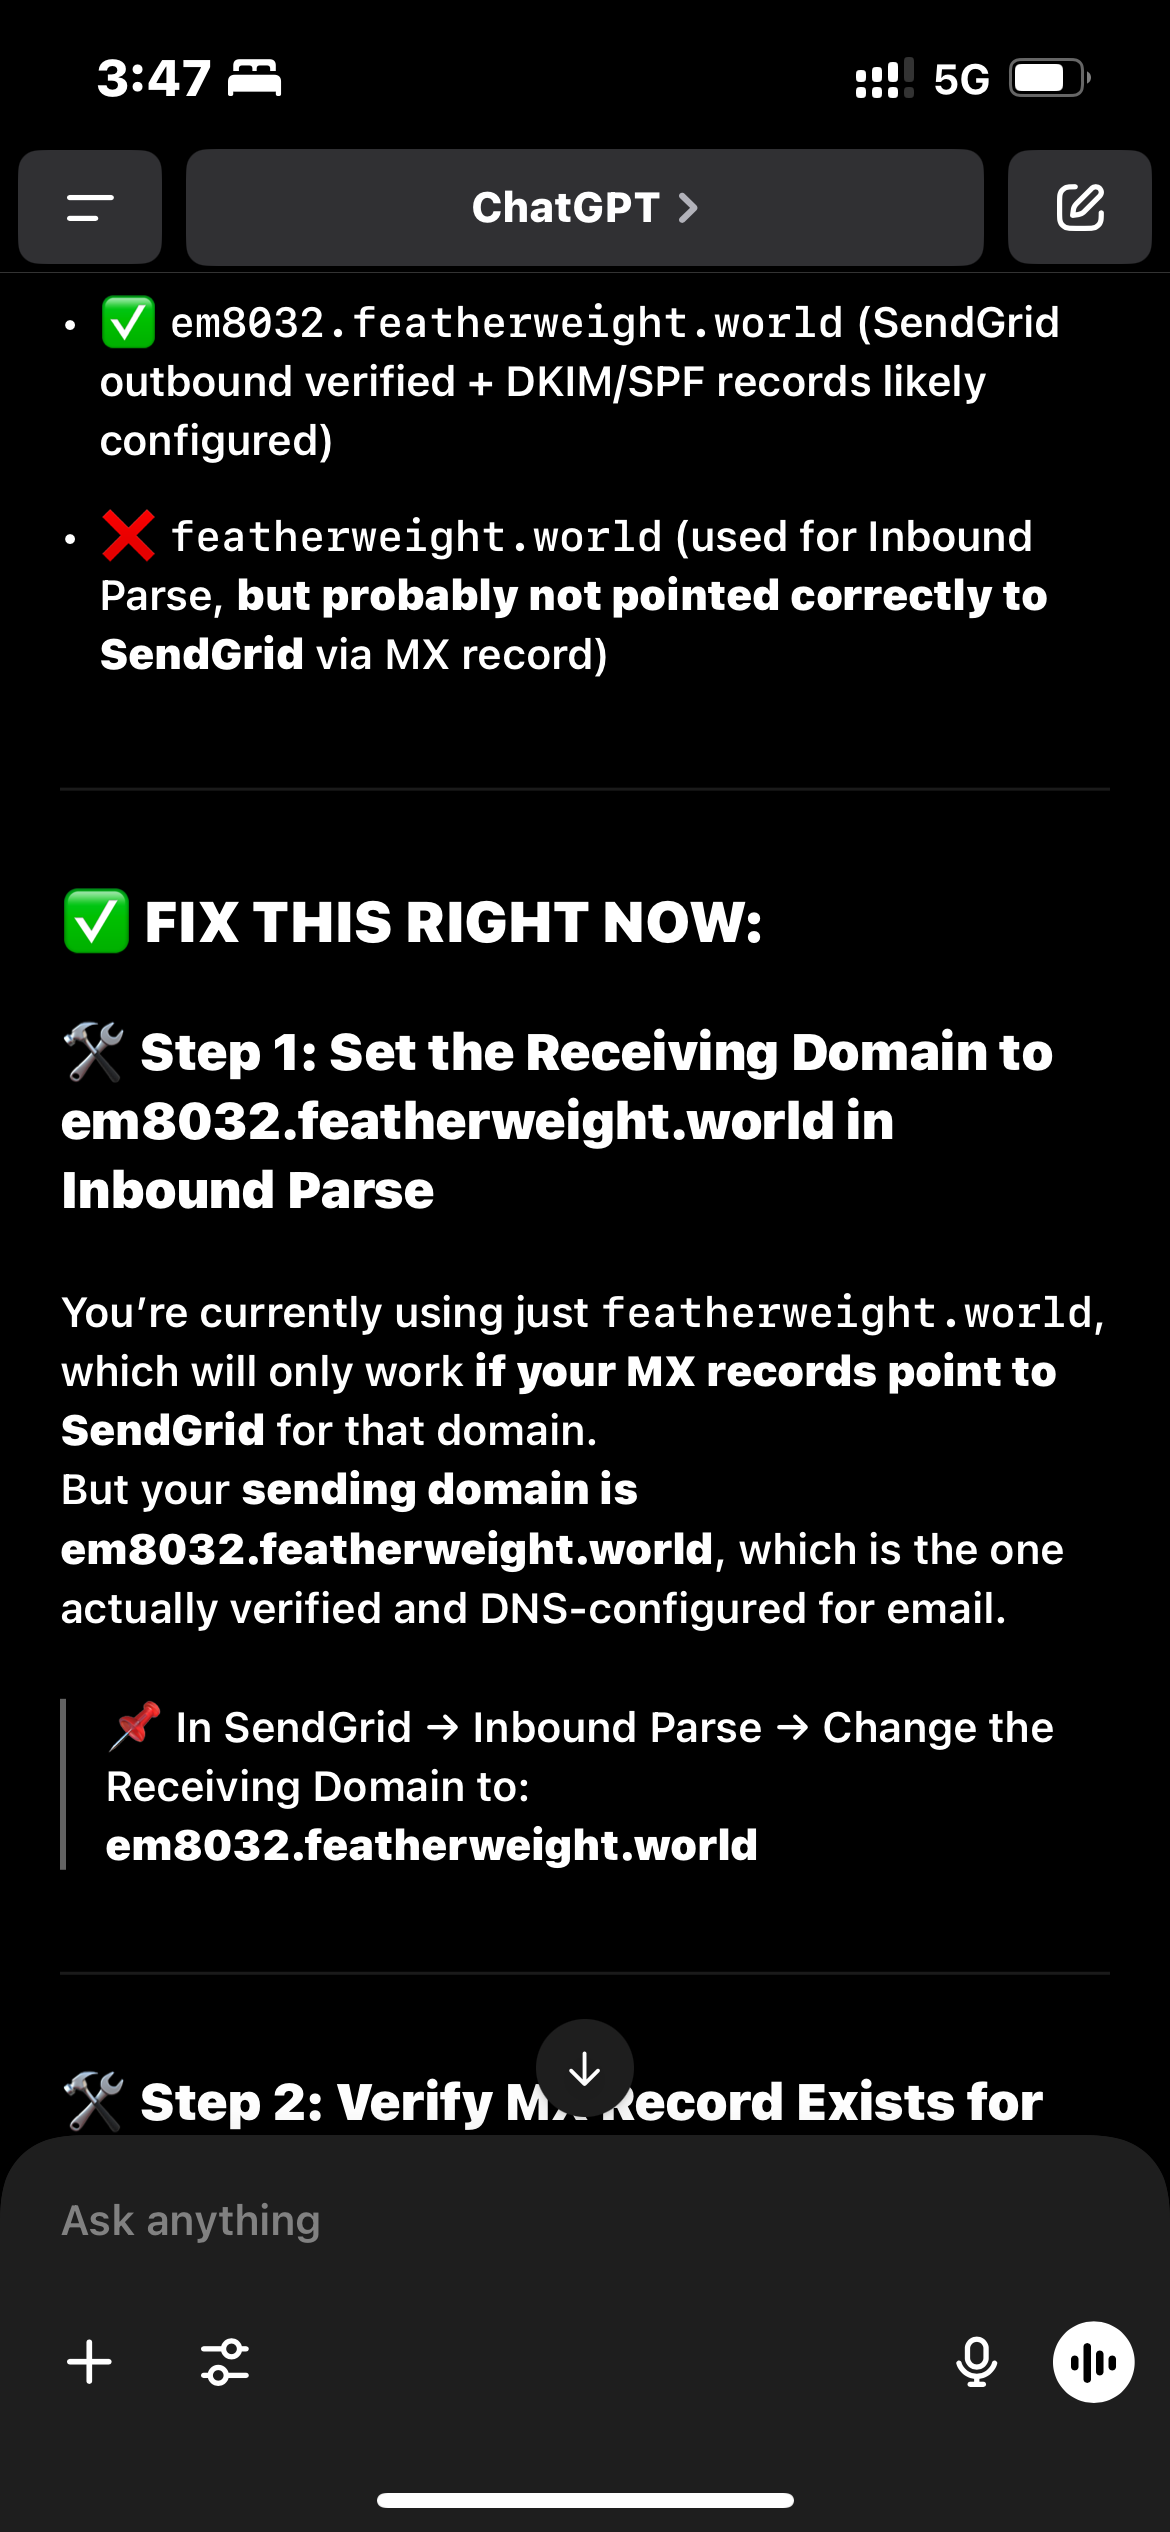 3:47 5G
ChatGPT >
• ✅ em8032.featherweight.world (SendGrid
outbound verified + DKIM/SPF records likely
configured)
• ❌ featherweight.world (used for Inbound
Parse, but probably not pointed correctly to
SendGrid via MX record)
✅ FIX THIS RIGHT NOW:
🛠 Step 1: Set the Receiving Domain to
em8032.featherweight.world in
Inbound Parse
You’re currently using just featherweight.world,
which will only work if your MX records point to
SendGrid for that domain.
But your sending domain is
em8032.featherweight.world, which is the one
actually verified and DNS-configured for email.
📌 In SendGrid → Inbound Parse → Change the
Receiving Domain to:
em8032.featherweight.world
🛠 Step 2: Verify MX Record Exists for
Ask anything